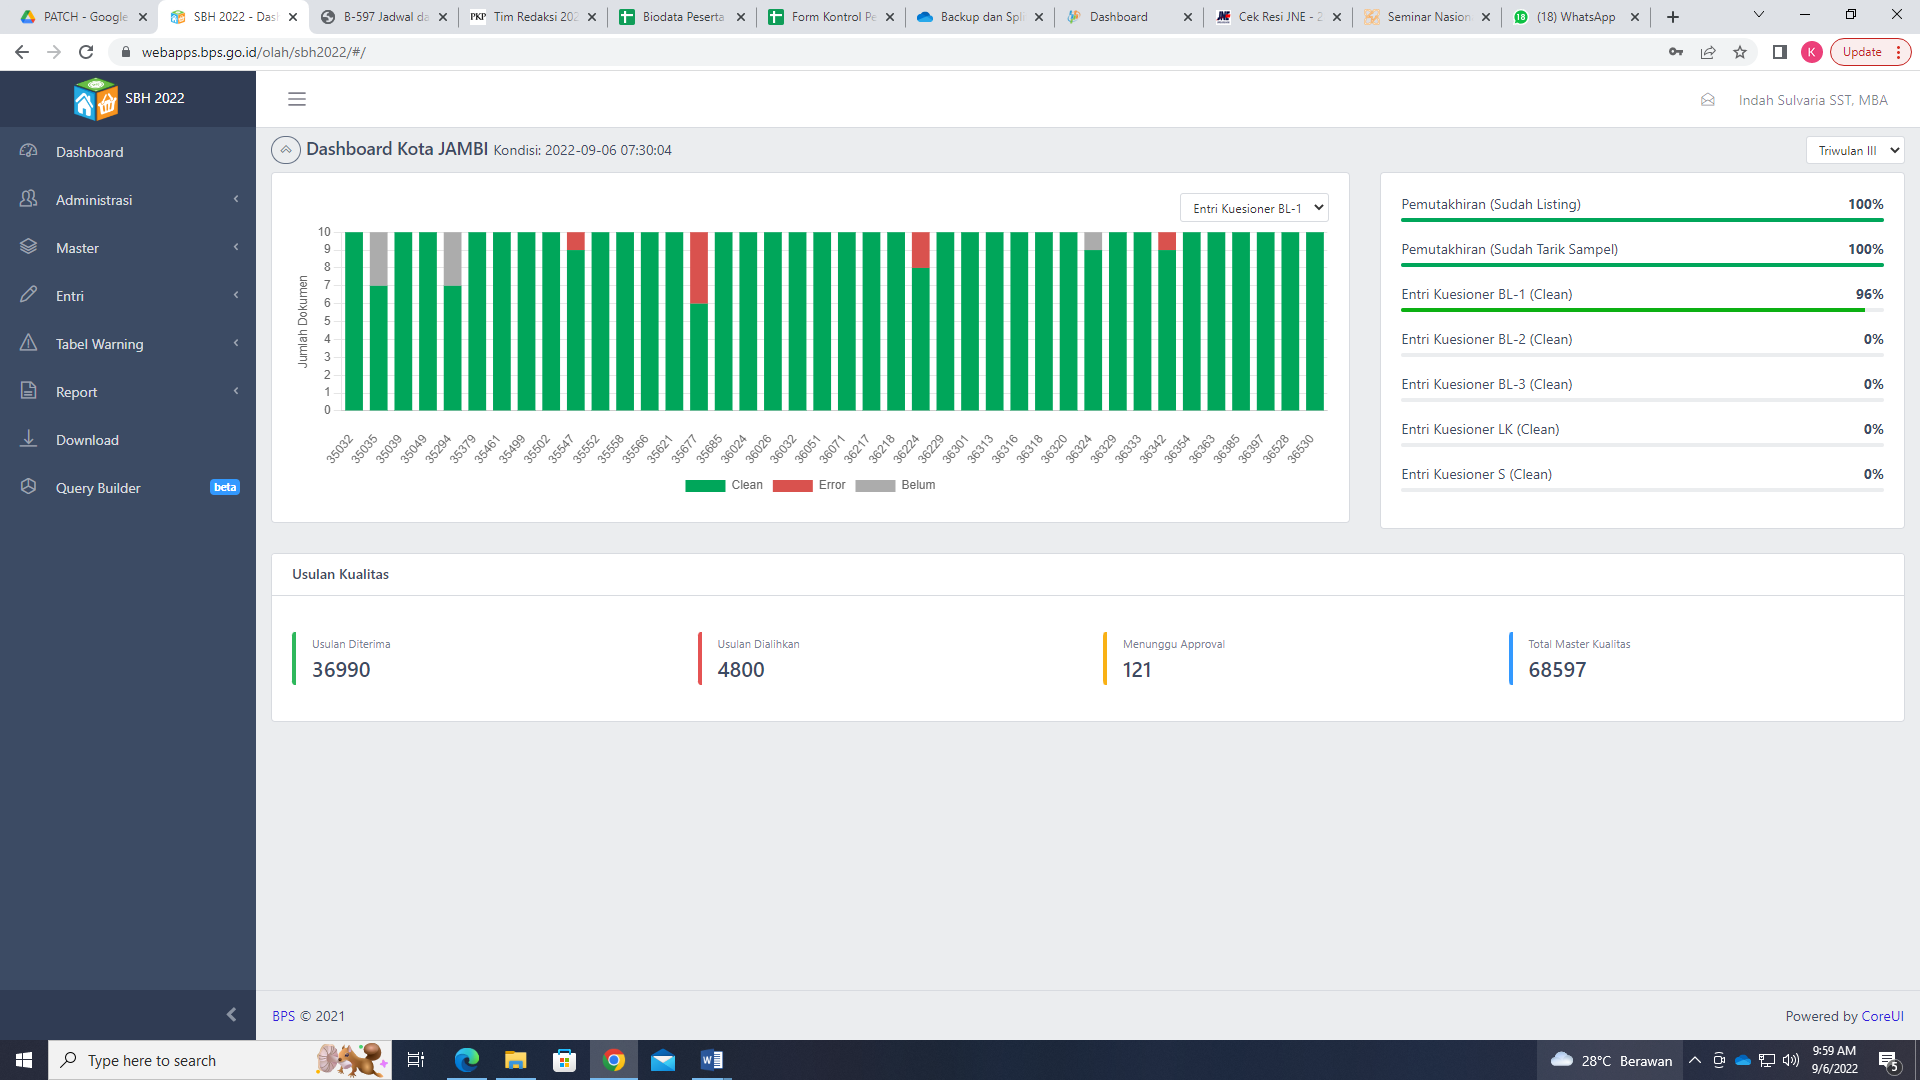 PATCH - Google
SBH 2022 - Das
B-597 Jadwal da
PKP Tim Redaksi 202
Biodata Peserta
Form Kontrol Pe
Backup dan Spli
Dashboard
JNE Cek Resi JNE - 2
Seminar Nasion
18 (18) WhatsApp
webapps.bps.go.id/olah/sbh2022/#/
K
Update
SBH 2022
Indah Sulvaria SST, MBA
Dashboard
Administrasi
Master
Entri
Tabel Warning
Report
Download
Query Builder beta
Dashboard Kota JAMBI Kondisi: 2022-09-06 07:30:04
Triwulan III
Entri Kuesioner BL-1
Jumlah Dokumen
10
9
8
7
6
5
4
3
2
1
0
35032 35035 35039 35049 35294 35379 35461 35499 35502 35547 35552 35558 35566 35621 35677 35685 36024 36026 36032 36051 36071 36217 36218 36224 36229 36301 36313 36316 36318 36320 36324 36329 36333 36342 36354 36363 36385 36397 36528 36530
Clean Error Belum
Pemutakhiran (Sudah Listing) 100%
Pemutakhiran (Sudah Tarik Sampel) 100%
Entri Kuesioner BL-1 (Clean) 96%
Entri Kuesioner BL-2 (Clean) 0%
Entri Kuesioner BL-3 (Clean) 0%
Entri Kuesioner LK (Clean) 0%
Entri Kuesioner S (Clean) 0%
Usulan Kualitas
Usulan Diterima
36990
Usulan Dialihkan
4800
Menunggu Approval
121
Total Master Kualitas
68597
BPS © 2021
Powered by CoreUI
Type here to search
28°C Berawan
9:59 AM
9/6/2022
5